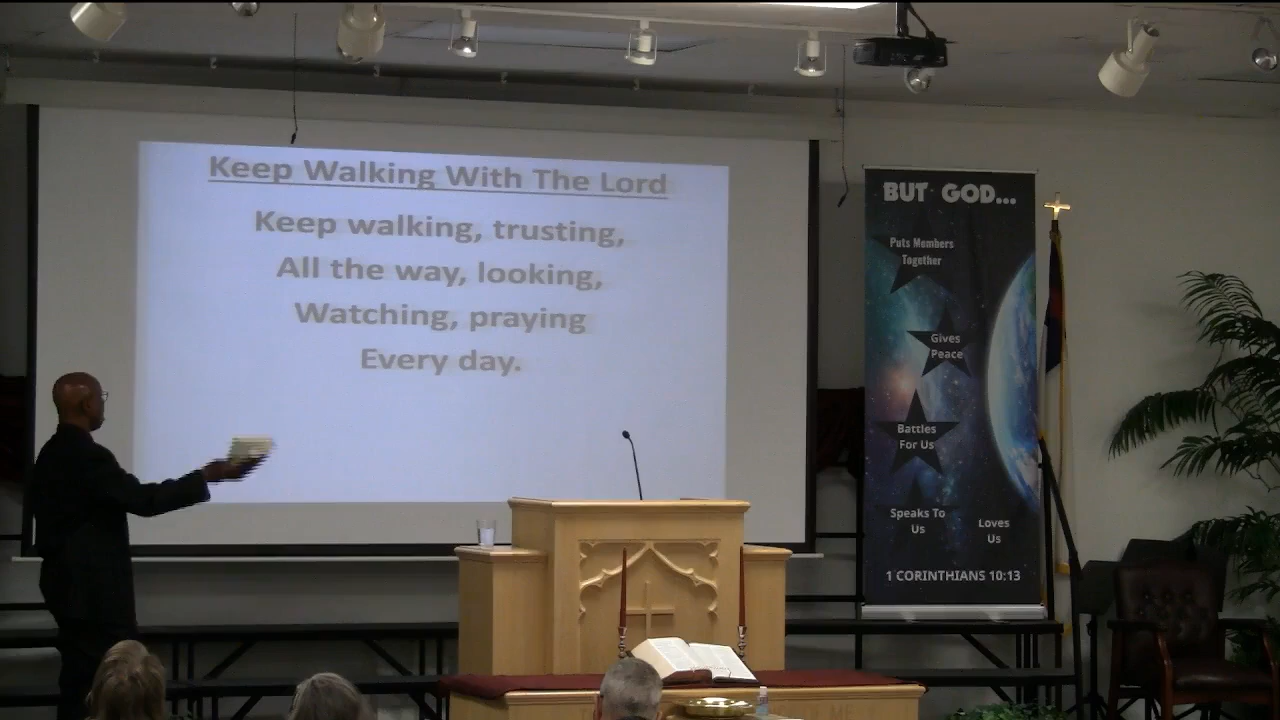 Keep Walking With The Lord
Keep walking, trusting,
All the way, looking,
Watching, praying
Every day.
BUT GOD...
Puts Members
Together
Gives
Peace
Battles
For Us
Speaks To
Us
Loves
Us
1 CORINTHIANS 10:13